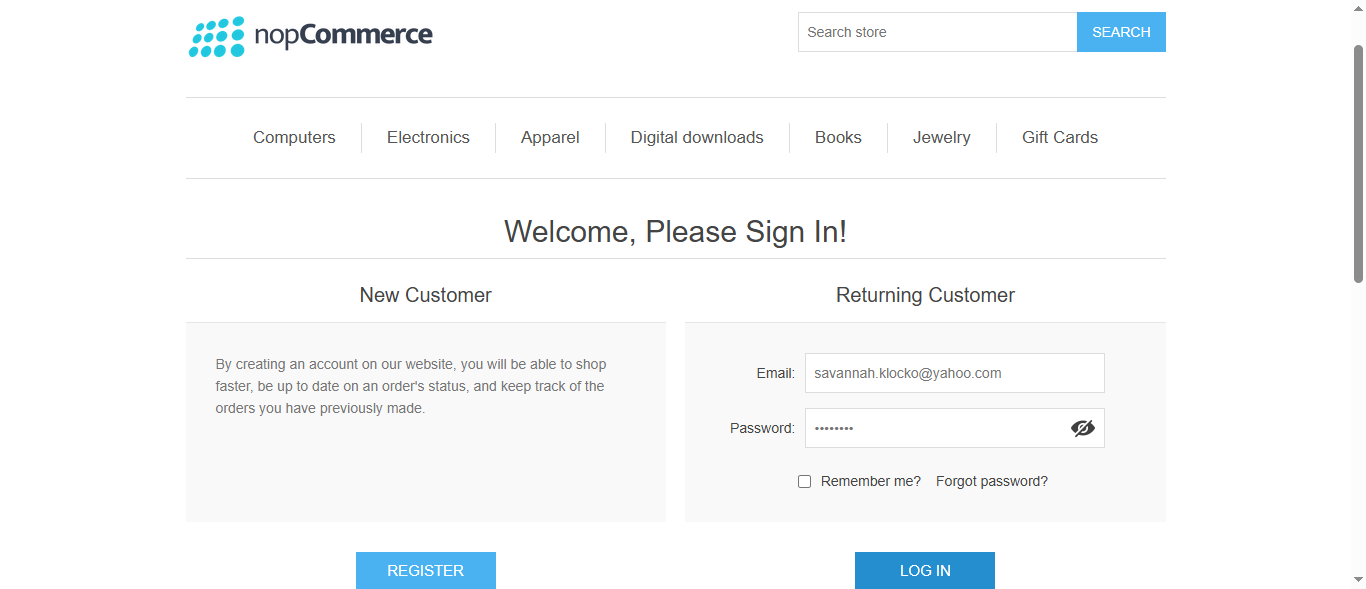 nopCommerce
Search store
SEARCH
Computers
Electronics
Apparel
Digital downloads
Books
Jewelry
Gift Cards
Welcome, Please Sign In!
New Customer
By creating an account on our website, you will be able to shop
faster, be up to date on an order's status, and keep track of the
orders you have previously made.
REGISTER
Returning Customer
Email:
savannah.klocko@yahoo.com
Password:
••••••••
Remember me?
Forgot password?
LOG IN